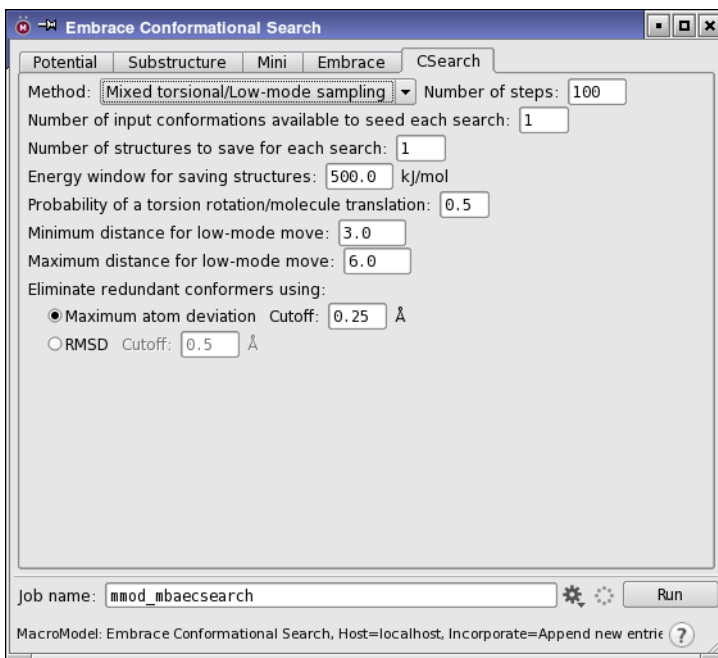 Embrace Conformational Search
Potential Substructure Mini Embrace CSearch
Method: Mixed torsional/Low-mode sampling Number of steps: 100
Number of input conformations available to seed each search: 1
Number of structures to save for each search: 1
Energy window for saving structures: 500.0 kJ/mol
Probability of a torsion rotation/molecule translation: 0.5
Minimum distance for low-mode move: 3.0
Maximum distance for low-mode move: 6.0
Eliminate redundant conformers using:
Maximum atom deviation Cutoff: 0.25 Å
RMSD Cutoff: 0.5 Å
Job name: mmod_mbaecsearch Run
MacroModel: Embrace Conformational Search, Host=localhost, Incorporate=Append new entrie ?